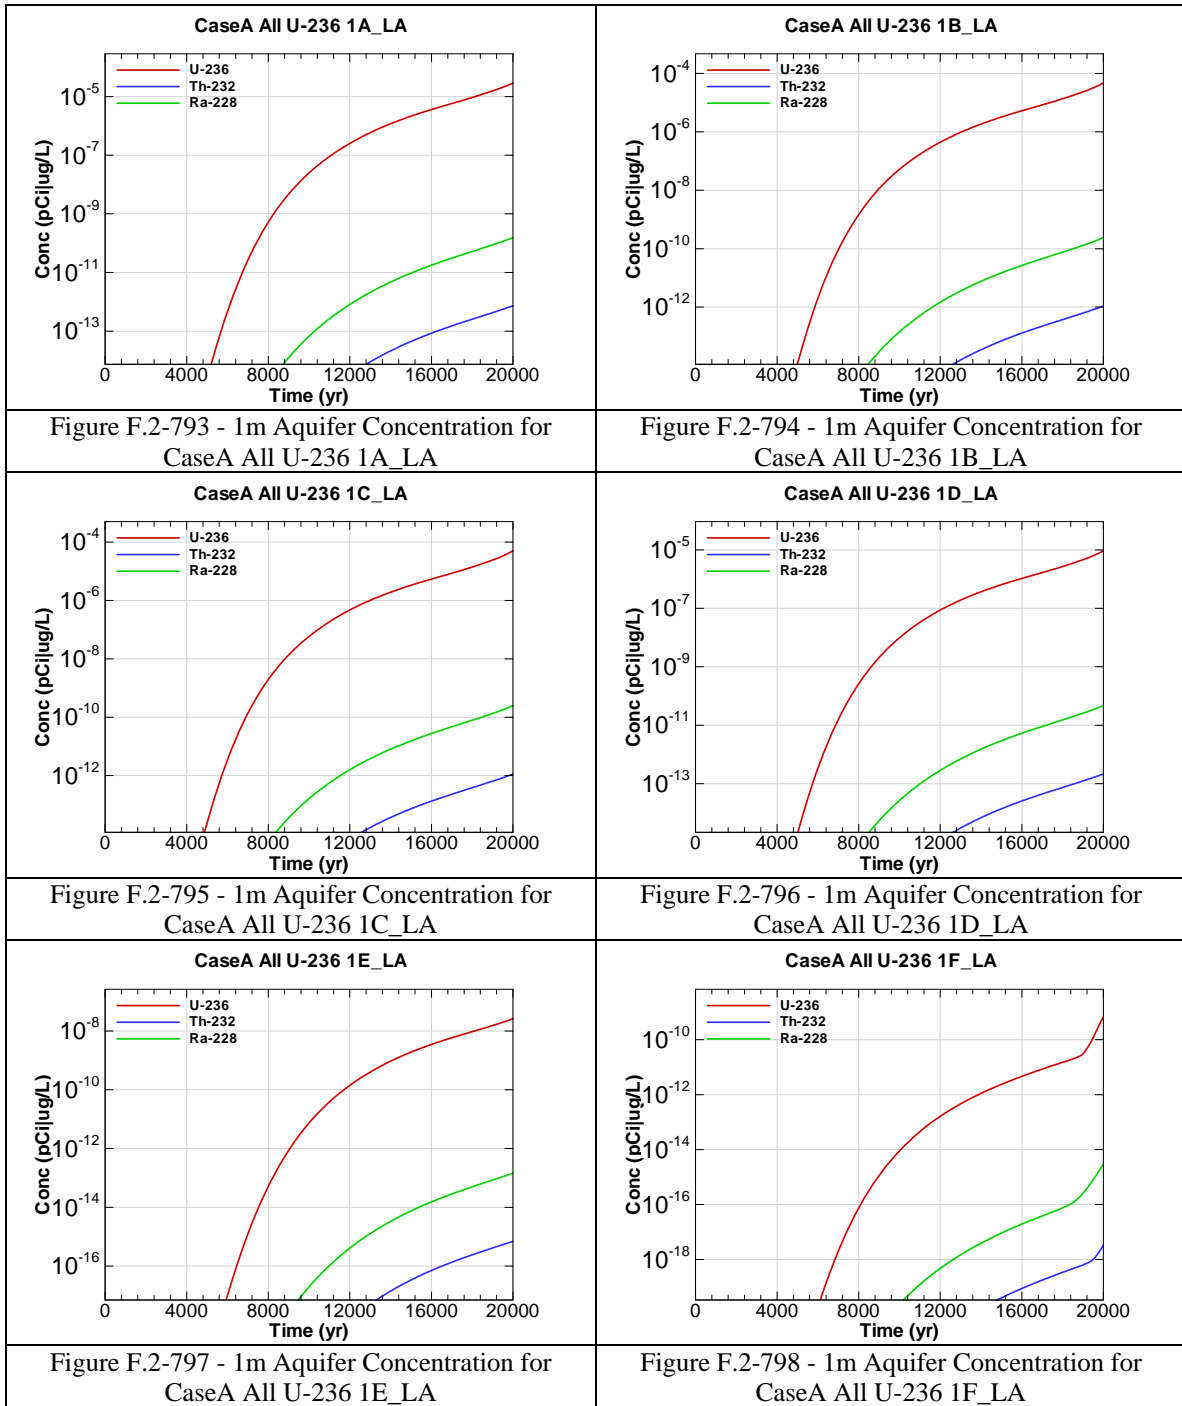 CaseA All U-236 1A_LA
U-236
Th-232
Ra-228
10-5
10-7
10-9
10-11
10-13
Conc (pCi|ug/L)
0 4000 8000 12000 16000 20000
Time (yr)
Figure F.2-793 - 1m Aquifer Concentration for
CaseA All U-236 1A_LA
CaseA All U-236 1B_LA
U-236
Th-232
Ra-228
10-4
10-6
10-8
10-10
10-12
Conc (pCi|ug/L)
0 4000 8000 12000 16000 20000
Time (yr)
Figure F.2-794 - 1m Aquifer Concentration for
CaseA All U-236 1B_LA
CaseA All U-236 1C_LA
U-236
Th-232
Ra-228
10-4
10-6
10-8
10-10
10-12
Conc (pCi|ug/L)
0 4000 8000 12000 16000 20000
Time (yr)
Figure F.2-795 - 1m Aquifer Concentration for
CaseA All U-236 1C_LA
CaseA All U-236 1D_LA
U-236
Th-232
Ra-228
10-5
10-7
10-9
10-11
10-13
Conc (pCi|ug/L)
0 4000 8000 12000 16000 20000
Time (yr)
Figure F.2-796 - 1m Aquifer Concentration for
CaseA All U-236 1D_LA
CaseA All U-236 1E_LA
U-236
Th-232
Ra-228
10-8
10-10
10-12
10-14
10-16
Conc (pCi|ug/L)
0 4000 8000 12000 16000 20000
Time (yr)
Figure F.2-797 - 1m Aquifer Concentration for
CaseA All U-236 1E_LA
CaseA All U-236 1F_LA
U-236
Th-232
Ra-228
10-10
10-12
10-14
10-16
10-18
Conc (pCi|ug/L)
0 4000 8000 12000 16000 20000
Time (yr)
Figure F.2-798 - 1m Aquifer Concentration for
CaseA All U-236 1F_LA